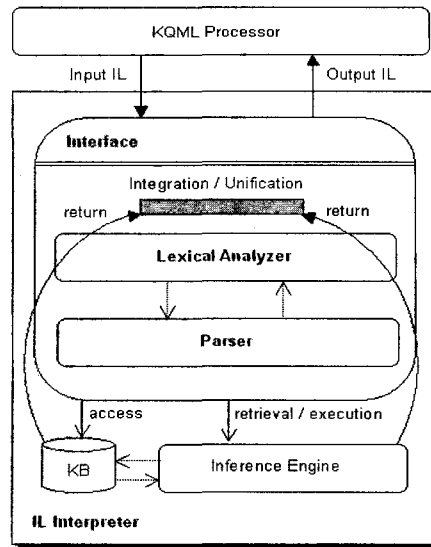 KQML Processor
Input IL
Output IL
Interface
Integration / Unification
return
return
Lexical Analyzer
Parser
access
retrieval / execution
KB
Inference Engine
IL Interpreter